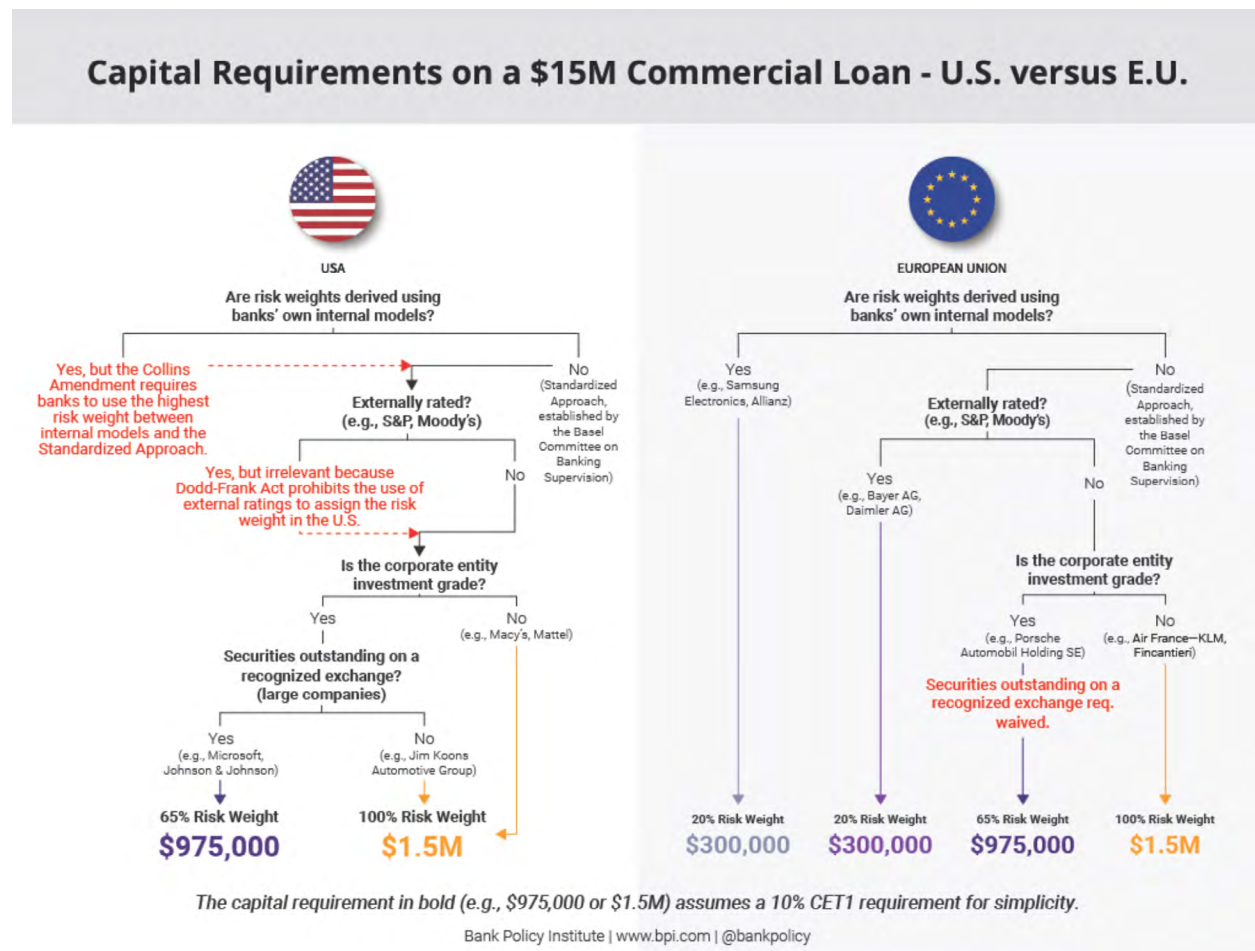 Capital Requirements on a $15M Commercial Loan - U.S. versus E.U.
USA
Are risk weights derived using
banks' own internal models?
Yes, but the Collins
Amendment requires
banks to use the highest
risk weight between
internal models and the
Standardized Approach.
No
(Standardized
Approach,
established by
the Basel
Committee on
Banking
Supervision)
Externally rated?
(e.g., S&P, Moody's)
Yes, but irrelevant because
Dodd-Frank Act prohibits the use of
external ratings to assign the risk
weight in the U.S.
No
Is the corporate entity
investment grade?
Yes
No
(e.g., Macy's, Mattel)
Securities outstanding on a
recognized exchange?
(large companies)
Yes
(e.g., Microsoft,
Johnson & Johnson)
No
(e.g., Jim Koons
Automotive Group)
65% Risk Weight
$975,000
100% Risk Weight
$1.5M
EUROPEAN UNION
Are risk weights derived using
banks' own internal models?
Yes
(e.g., Samsung
Electronics, Allianz)
No
(Standardized
Approach,
established by
the Basel
Committee on
Banking
Supervision)
Externally rated?
(e.g., S&P, Moody's)
Yes
(e.g., Bayer AG,
Daimler AG)
No
Is the corporate entity
investment grade?
Yes
(e.g., Porsche
Automobil Holding SE)
No
(e.g., Air France—KLM,
Fincantieri)
Securities outstanding on a
recognized exchange req.
waived.
20% Risk Weight
$300,000
20% Risk Weight
$300,000
65% Risk Weight
$975,000
100% Risk Weight
$1.5M
The capital requirement in bold (e.g., $975,000 or $1.5M) assumes a 10% CET1 requirement for simplicity.
Bank Policy Institute | www.bpi.com | @bankpolicy